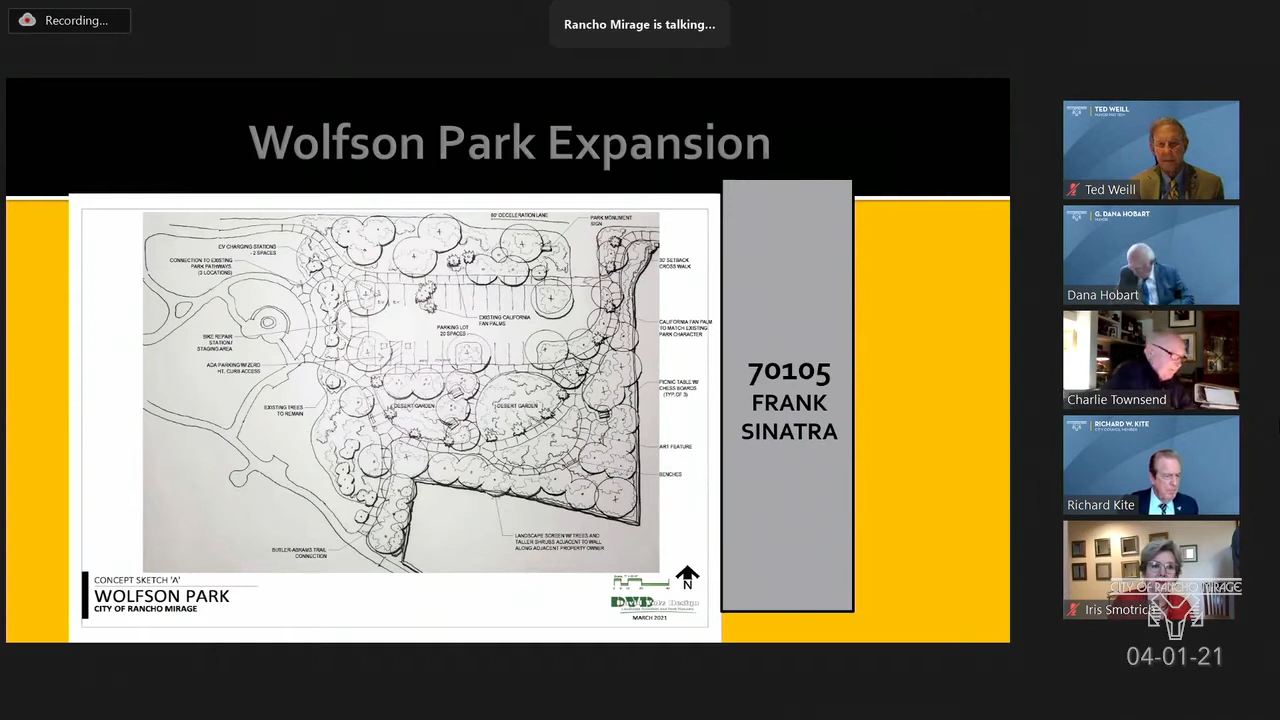 Recording...
Rancho Mirage is talking...
Wolfson Park Expansion
60' DECELERATION LANE
PARK MONUMENT
SIGN
EV CHARGING STATIONS
- 2 SPACES
CONNECTION TO EXISTING
PARK PATHWAYS.
(3 LOCATIONS)
30' SETBACK
CROSS WALK
EXISTING CALIFORNIA
FAN PALMS
PARKING LOT
20 SPACES
CALIFORNIA FAN PALM
TO MATCH EXISTING
PARK CHARACTER
BIKE REPAIR
STATION/
STAGING AREA
ADA PARKING W/ ZERO
HT. CURB ACCESS
PICNIC TABLE W/
CHESS BOARDS
(TYP. OF 3)
EXISTING TREES
TO REMAIN
DESERT GARDEN
DESERT GARDEN
ART FEATURE
BENCHES
LANDSCAPE SCREEN W/ TREES AND
TALLER SHRUBS ADJACENT TO WALL
ALONG ADJACENT PROPERTY OWNER
BUTLER-ABRAMS TRAIL
CONNECTION
CONCEPT SKETCH 'A'
WOLFSON PARK
CITY OF RANCHO MIRAGE
N
MARCH 2021
70105
FRANK
SINATRA
TED WEILL
Ted Weill
G. DANA HOBART
MAYOR
Dana Hobart
Charlie Townsend
RICHARD W. KITE
CITY COUNCIL MEMBER
Richard Kite
CITY OF RANCHO MIRAGE
Iris Smotrich
04-01-21